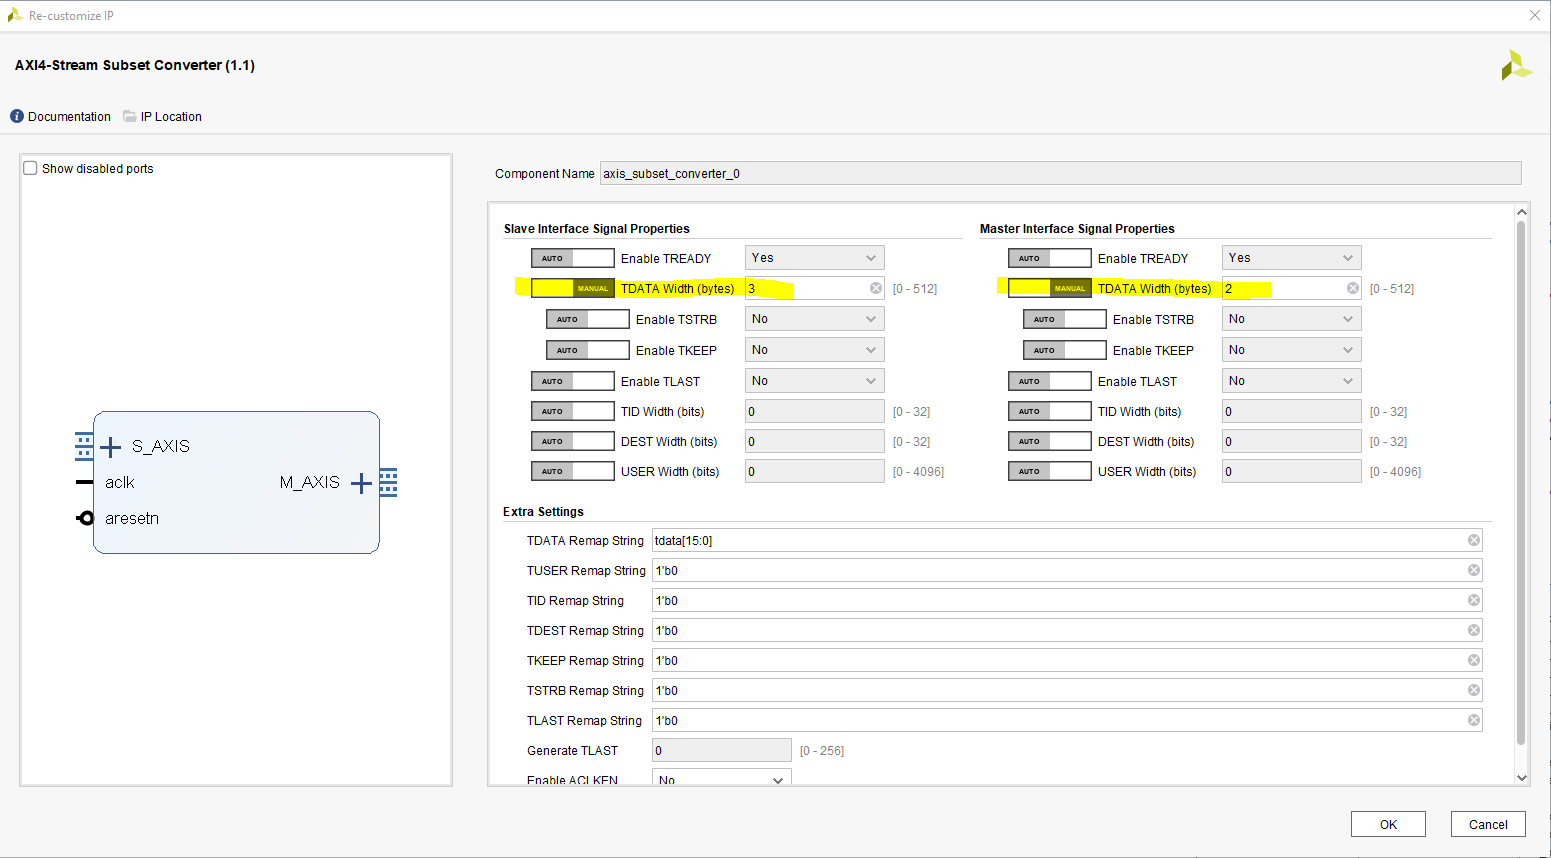 Re-customize IP
AXI4-Stream Subset Converter (1.1)
Documentation IP Location
Show disabled ports
S_AXIS
aclk
M_AXIS
aresetn
Component Name axis_subset_converter_0
Slave Interface Signal Properties Master Interface Signal Properties
AUTO Enable TREADY Yes AUTO Enable TREADY Yes
MANUAL TDATA Width (bytes) 3 [0 - 512] MANUAL TDATA Width (bytes) 2 [0 - 512]
AUTO Enable TSTRB No AUTO Enable TSTRB No
AUTO Enable TKEEP No AUTO Enable TKEEP No
AUTO Enable TLAST No AUTO Enable TLAST No
AUTO TID Width (bits) 0 [0 - 32] AUTO TID Width (bits) 0 [0 - 32]
AUTO DEST Width (bits) 0 [0 - 32] AUTO DEST Width (bits) 0 [0 - 32]
AUTO USER Width (bits) 0 [0 - 4096] AUTO USER Width (bits) 0 [0 - 4096]
Extra Settings
TDATA Remap String tdata[15:0]
TUSER Remap String 1'b0
TID Remap String 1'b0
TDEST Remap String 1'b0
TKEEP Remap String 1'b0
TSTRB Remap String 1'b0
TLAST Remap String 1'b0
Generate TLAST 0 [0 - 256]
Enable ACLKEN No
OK Cancel